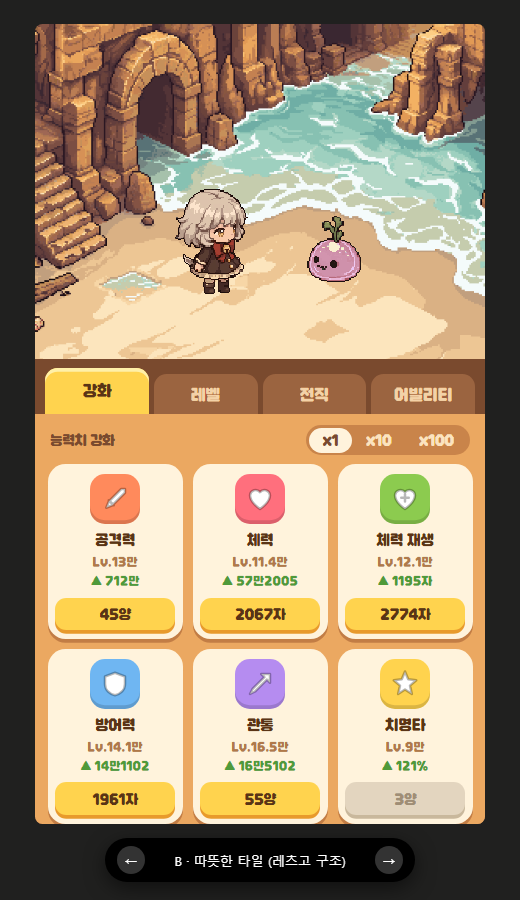 강화 레벨 전직 어빌리티
능력치 강화 x1 x10 x100
공격력 체력 체력 재생
Lv.13만 Lv.11.4만 Lv.12.1만
▲ 712만 ▲ 57만2005 ▲ 1195자
45양 2067자 2774자
방어력 관통 치명타
Lv.14.1만 Lv.16.5만 Lv.9만
▲ 14만1102 ▲ 16만5102 ▲ 121%
1961자 55양 3양
← B · 따뜻한 타일 (레츠고 구조) →